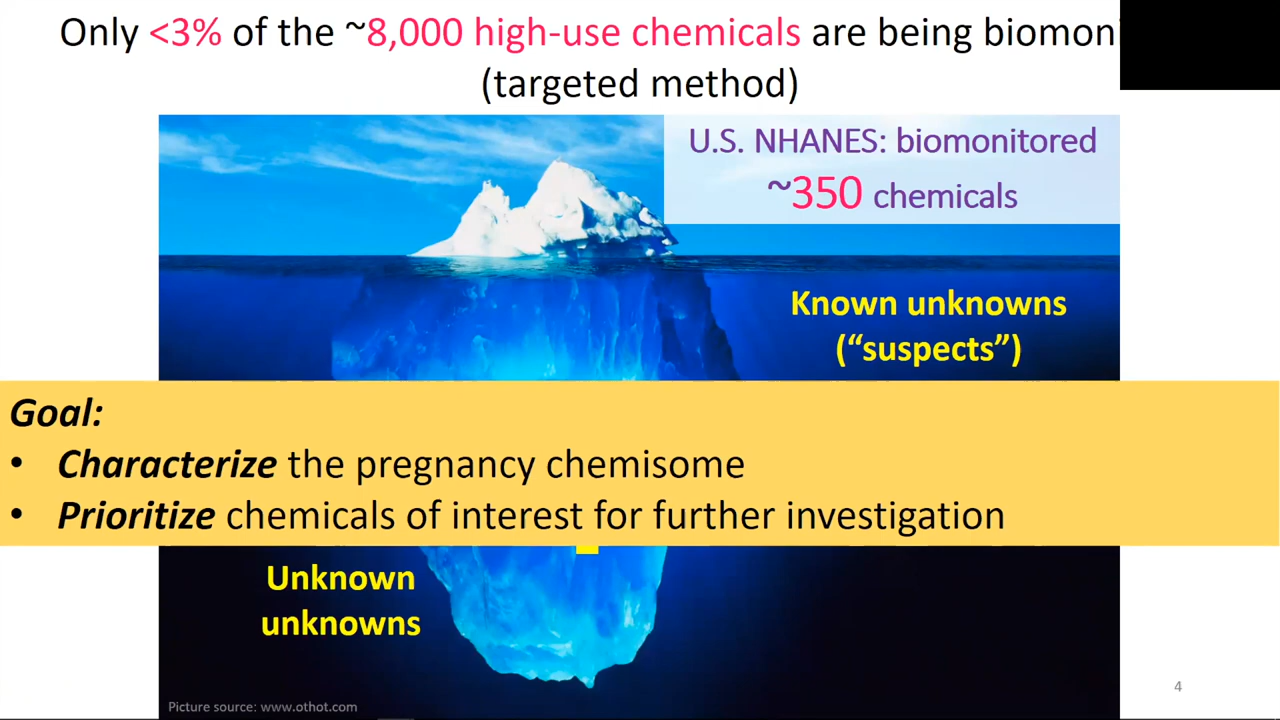 Only <3% of the ~8,000 high-use chemicals are being
(targeted method)
U.S. NHANES: biomonitored
~350 chemicals
Known unknowns
(“suspects”)
Goal:
• Characterize the pregnancy chemisome
• Prioritize chemicals of interest for further investigation
Unknown
unknowns
Picture source: www.othot.com
4